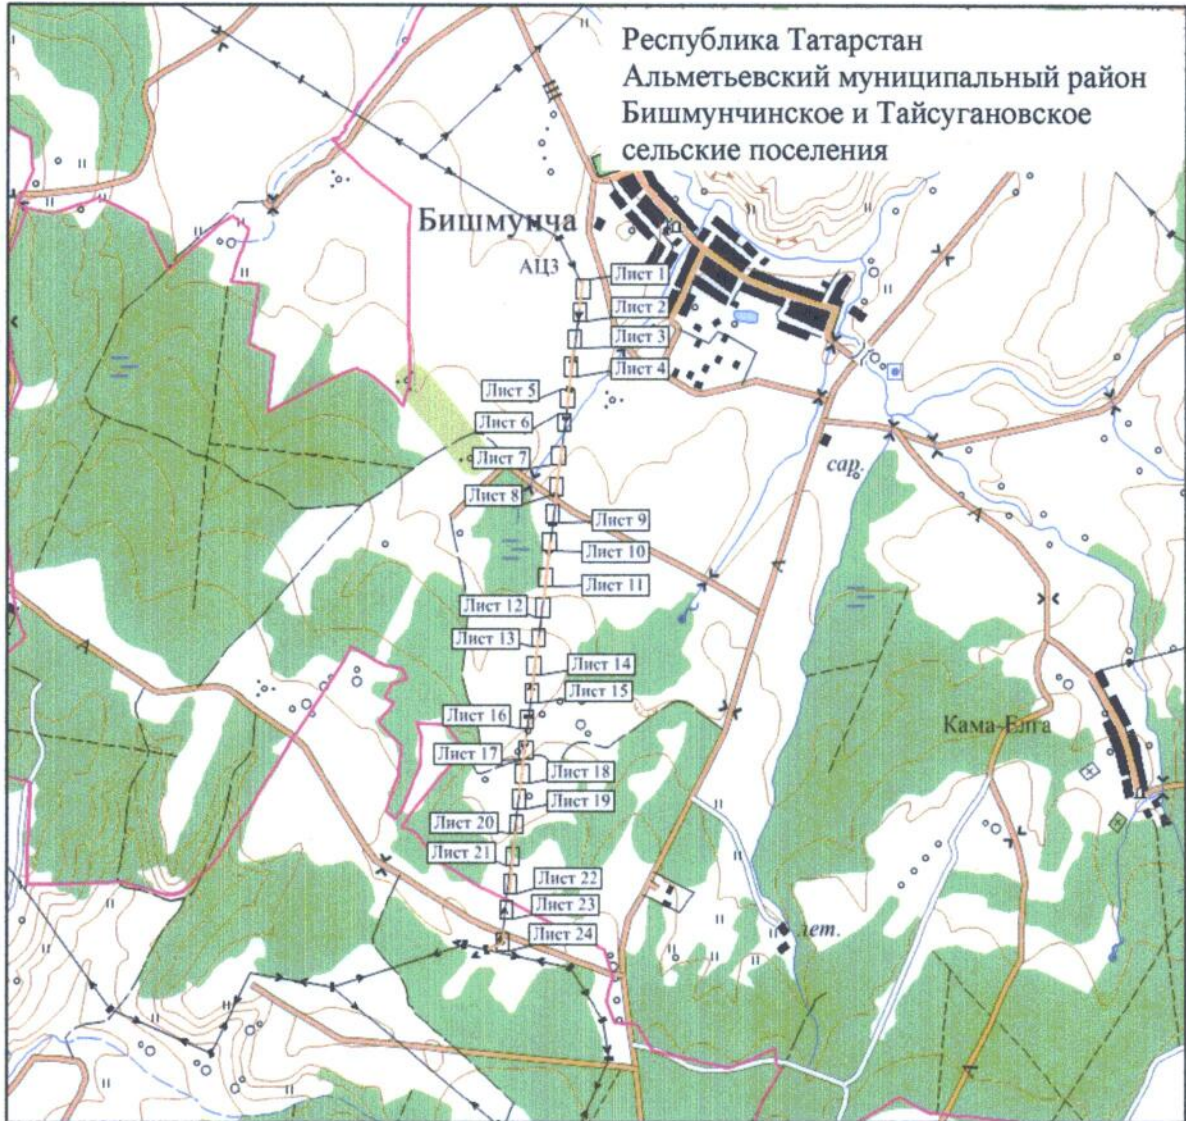 Республика Татарстан
Альметьевский муниципальный район
Бишмунчинское и Тайсугановское
сельские поселения
Бишмунча
АЦЗ
Лист 1
Лист 2
Лист 3
Лист 4
Лист 5
Лист 6
Лист 7
Лист 8
Лист 9
Лист 10
Лист 11
Лист 12
Лист 13
Лист 14
Лист 15
Лист 16
Лист 17
Лист 18
Лист 19
Лист 20
Лист 21
Лист 22
Лист 23
Лист 24
сар.
Кама-Елга
лет.